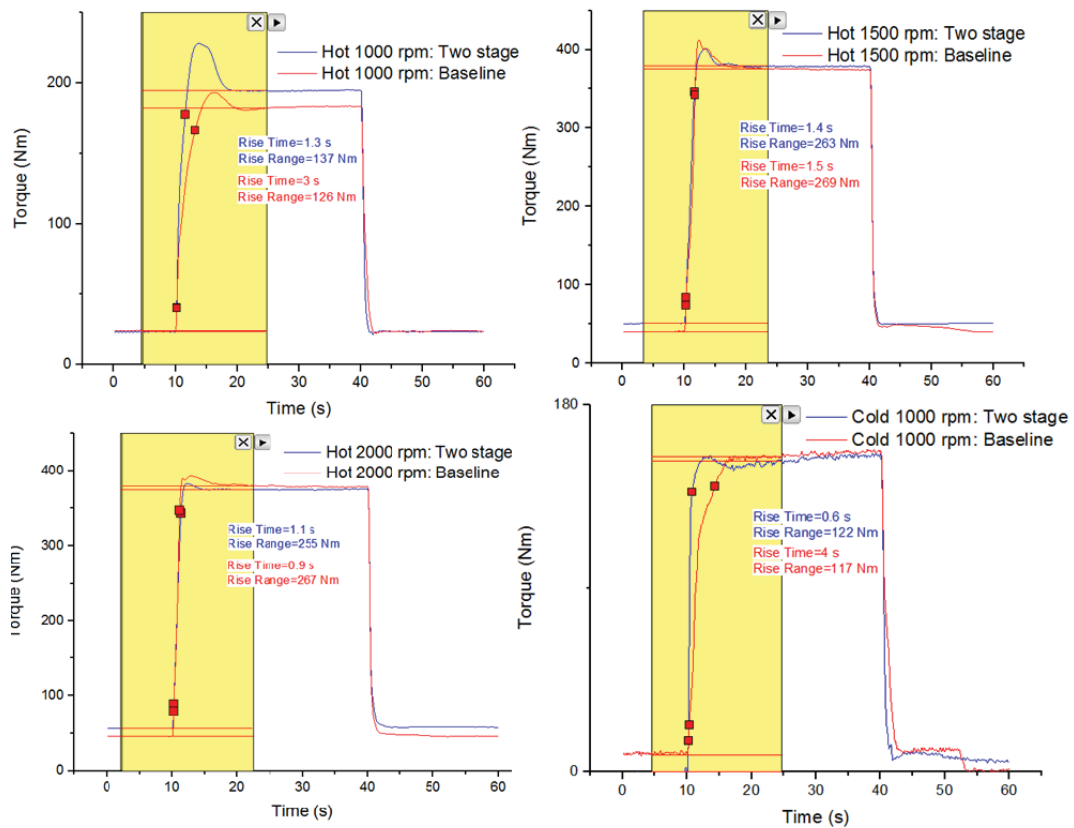 Hot 1000 rpm: Two stage
Hot 1000 rpm: Baseline
Rise Time=1.3 s
Rise Range=137 Nm
Rise Time=3 s
Rise Range=126 Nm
Torque (Nm)
200
100
0
0 10 20 30 40 50 60
Time (s)
Hot 1500 rpm: Two stage
Hot 1500 rpm: Baseline
Rise Time=1.4 s
Rise Range=263 Nm
Rise Time=1.5 s
Rise Range=269 Nm
Torque (Nm)
400
300
200
100
0
0 10 20 30 40 50 60
Time (s)
Hot 2000 rpm: Two stage
Hot 2000 rpm: Baseline
Rise Time=1.1 s
Rise Range=255 Nm
Rise Time=0.9 s
Rise Range=267 Nm
Torque (Nm)
400
300
200
100
0
0 10 20 30 40 50 60
Time (s)
Cold 1000 rpm: Two stage
Cold 1000 rpm: Baseline
Rise Time=0.6 s
Rise Range=122 Nm
Rise Time=4 s
Rise Range=117 Nm
Torque (Nm)
180
0
0 10 20 30 40 50 60
Time (s)